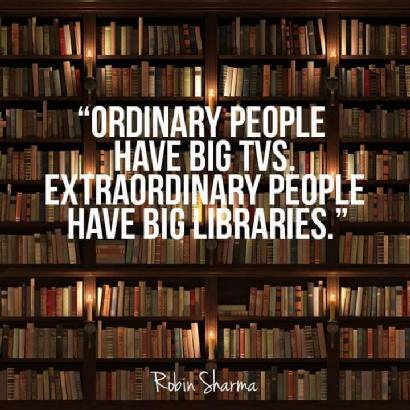 “ORDINARY PEOPLE
HAVE BIG TVS.
EXTRAORDINARY PEOPLE
HAVE BIG LIBRARIES.”
Robin Sharma